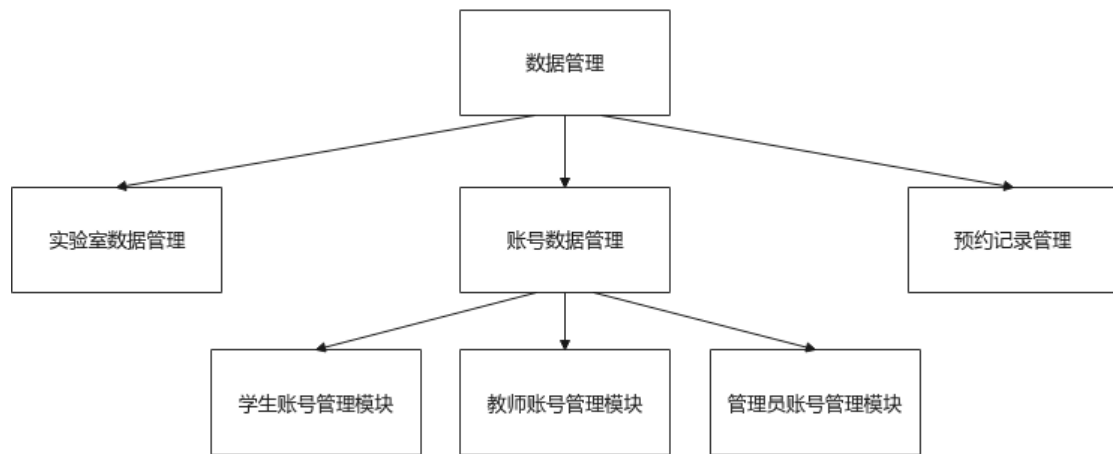 数据管理
实验室数据管理
账号数据管理
预约记录管理
学生账号管理模块
教师账号管理模块
管理员账号管理模块